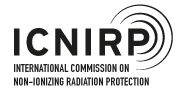 ICNIRP
INTERNATIONAL COMMISSION ON
NON–IONIZING RADIATION PROTECTION